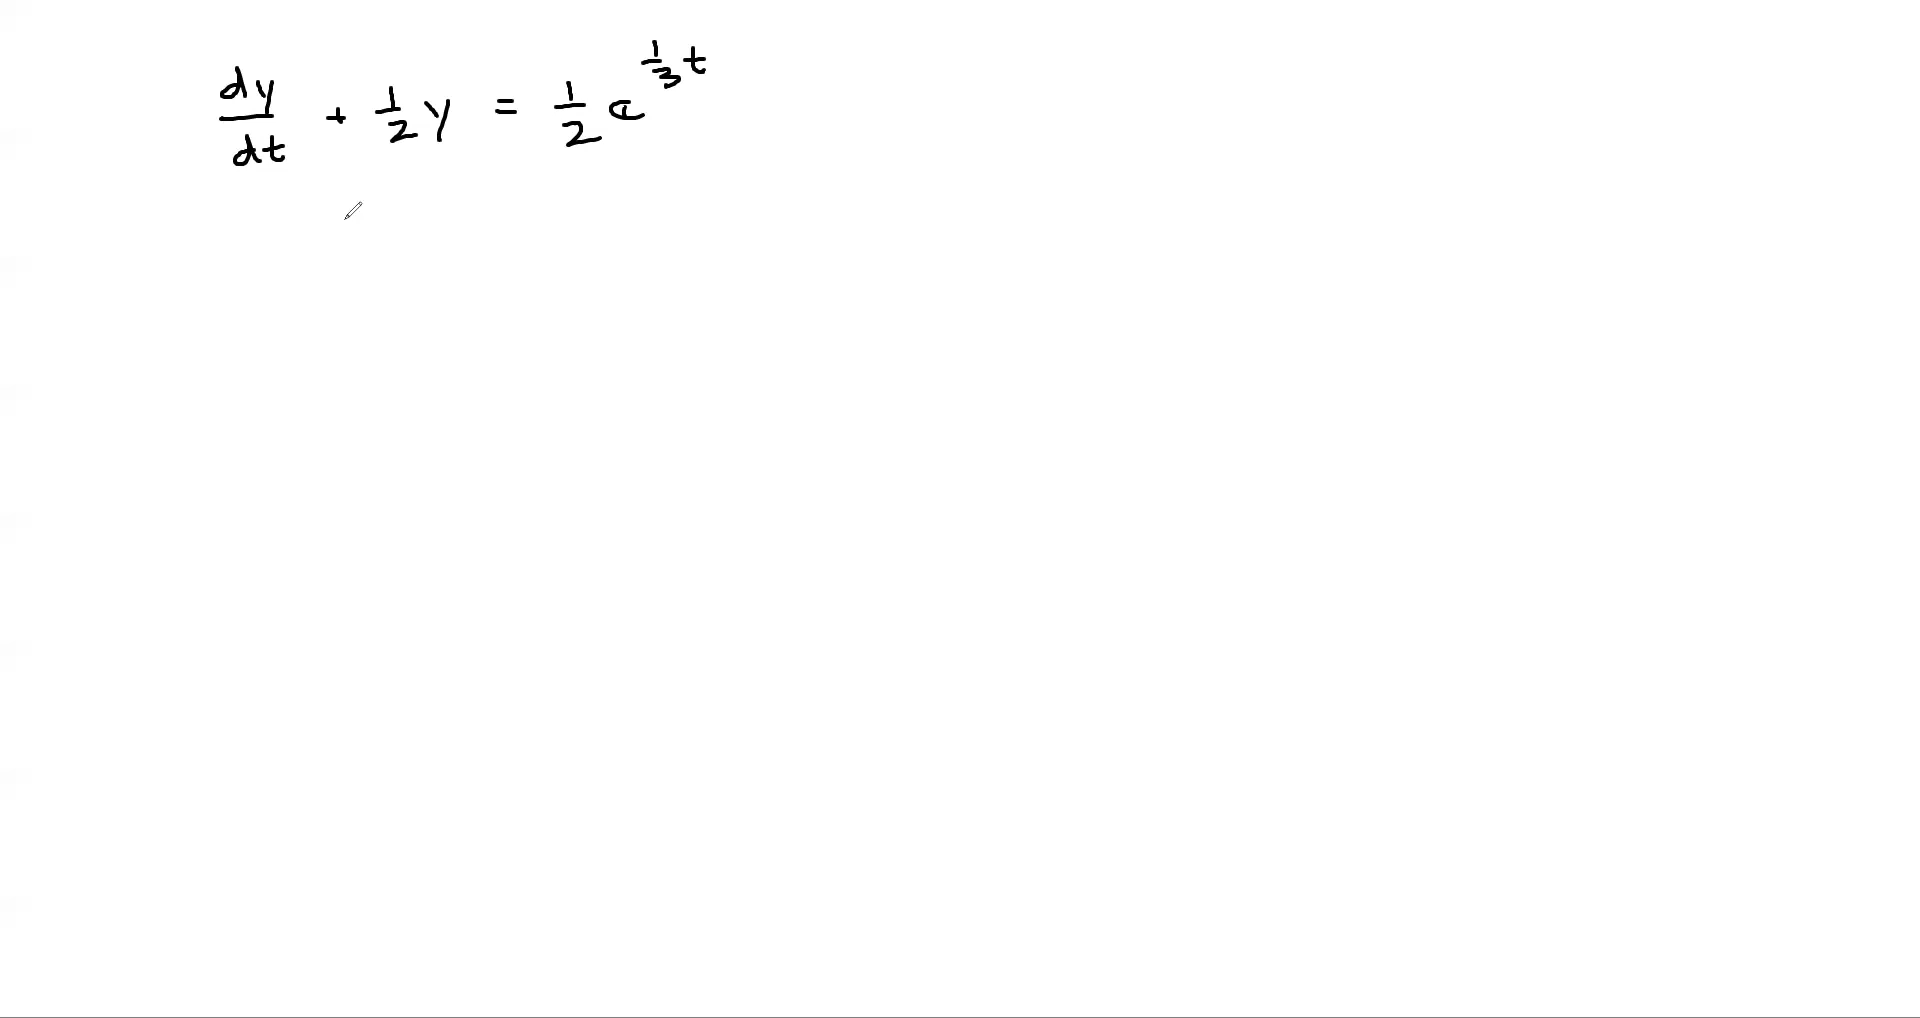 dy/dt + 1/2 y = 1/2 e^(1/3 t)